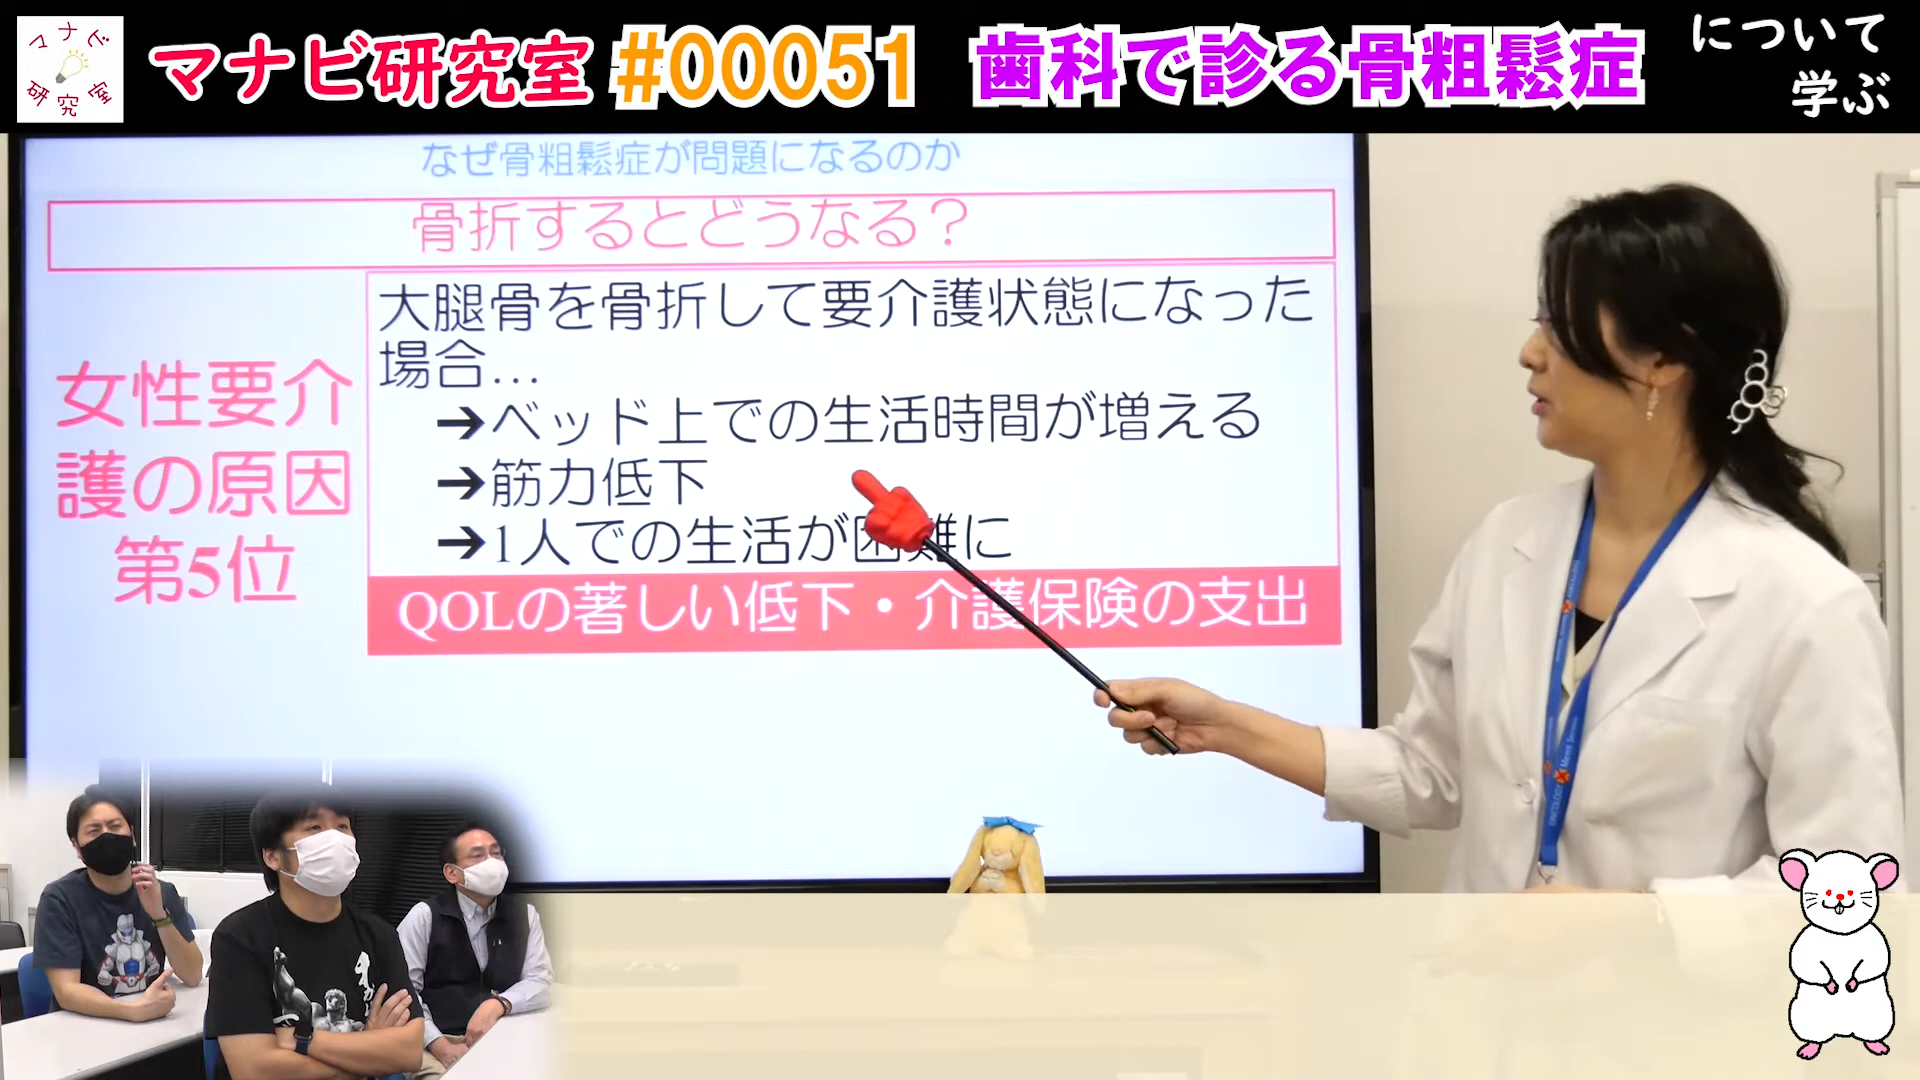 マナビ
研究室
マナビ研究室 #00051 歯科で診る骨粗鬆症
について
学ぶ
なぜ骨粗鬆症が問題になるのか
骨折するとどうなる？
女性要介
護の原因
第5位
大腿骨を骨折して要介護状態になった
場合…
➔ベッド上での生活時間が増える
➔筋力低下
➔1人での生活が困難に
QOLの著しい低下・介護保険の支出